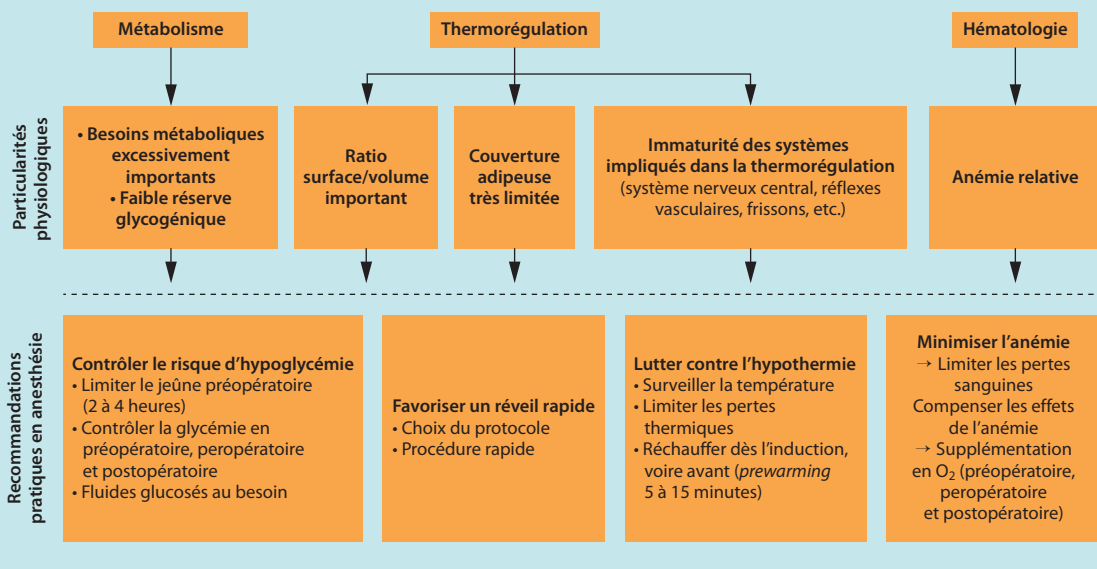 Métabolisme
Thermorégulation
Hématologie
Particularités
physiologiques
• Besoins métaboliques
excessivement
importants
• Faible réserve
glycogénique
Ratio
surface/volume
important
Couverture
adipeuse
très limitée
Immaturité des systèmes
impliqués dans la thermorégulation
(système nerveux central, réflexes
vasculaires, frissons, etc.)
Anémie relative
Recommandations
pratiques en anesthésie
Contrôler le risque d’hypoglycémie
• Limiter le jeûne préopératoire
(2 à 4 heures)
• Contrôler la glycémie en
préopératoire, peropératoire
et postopératoire
• Fluides glucosés au besoin
Favoriser un réveil rapide
• Choix du protocole
• Procédure rapide
Lutter contre l’hypothermie
• Surveiller la température
• Limiter les pertes
thermiques
• Réchauffer dès l’induction,
voire avant (prewarming
5 à 15 minutes)
Minimiser l’anémie
→ Limiter les pertes
sanguines
Compenser les effets
de l’anémie
→ Supplémentation
en O₂ (préopératoire,
peropératoire
et postopératoire)